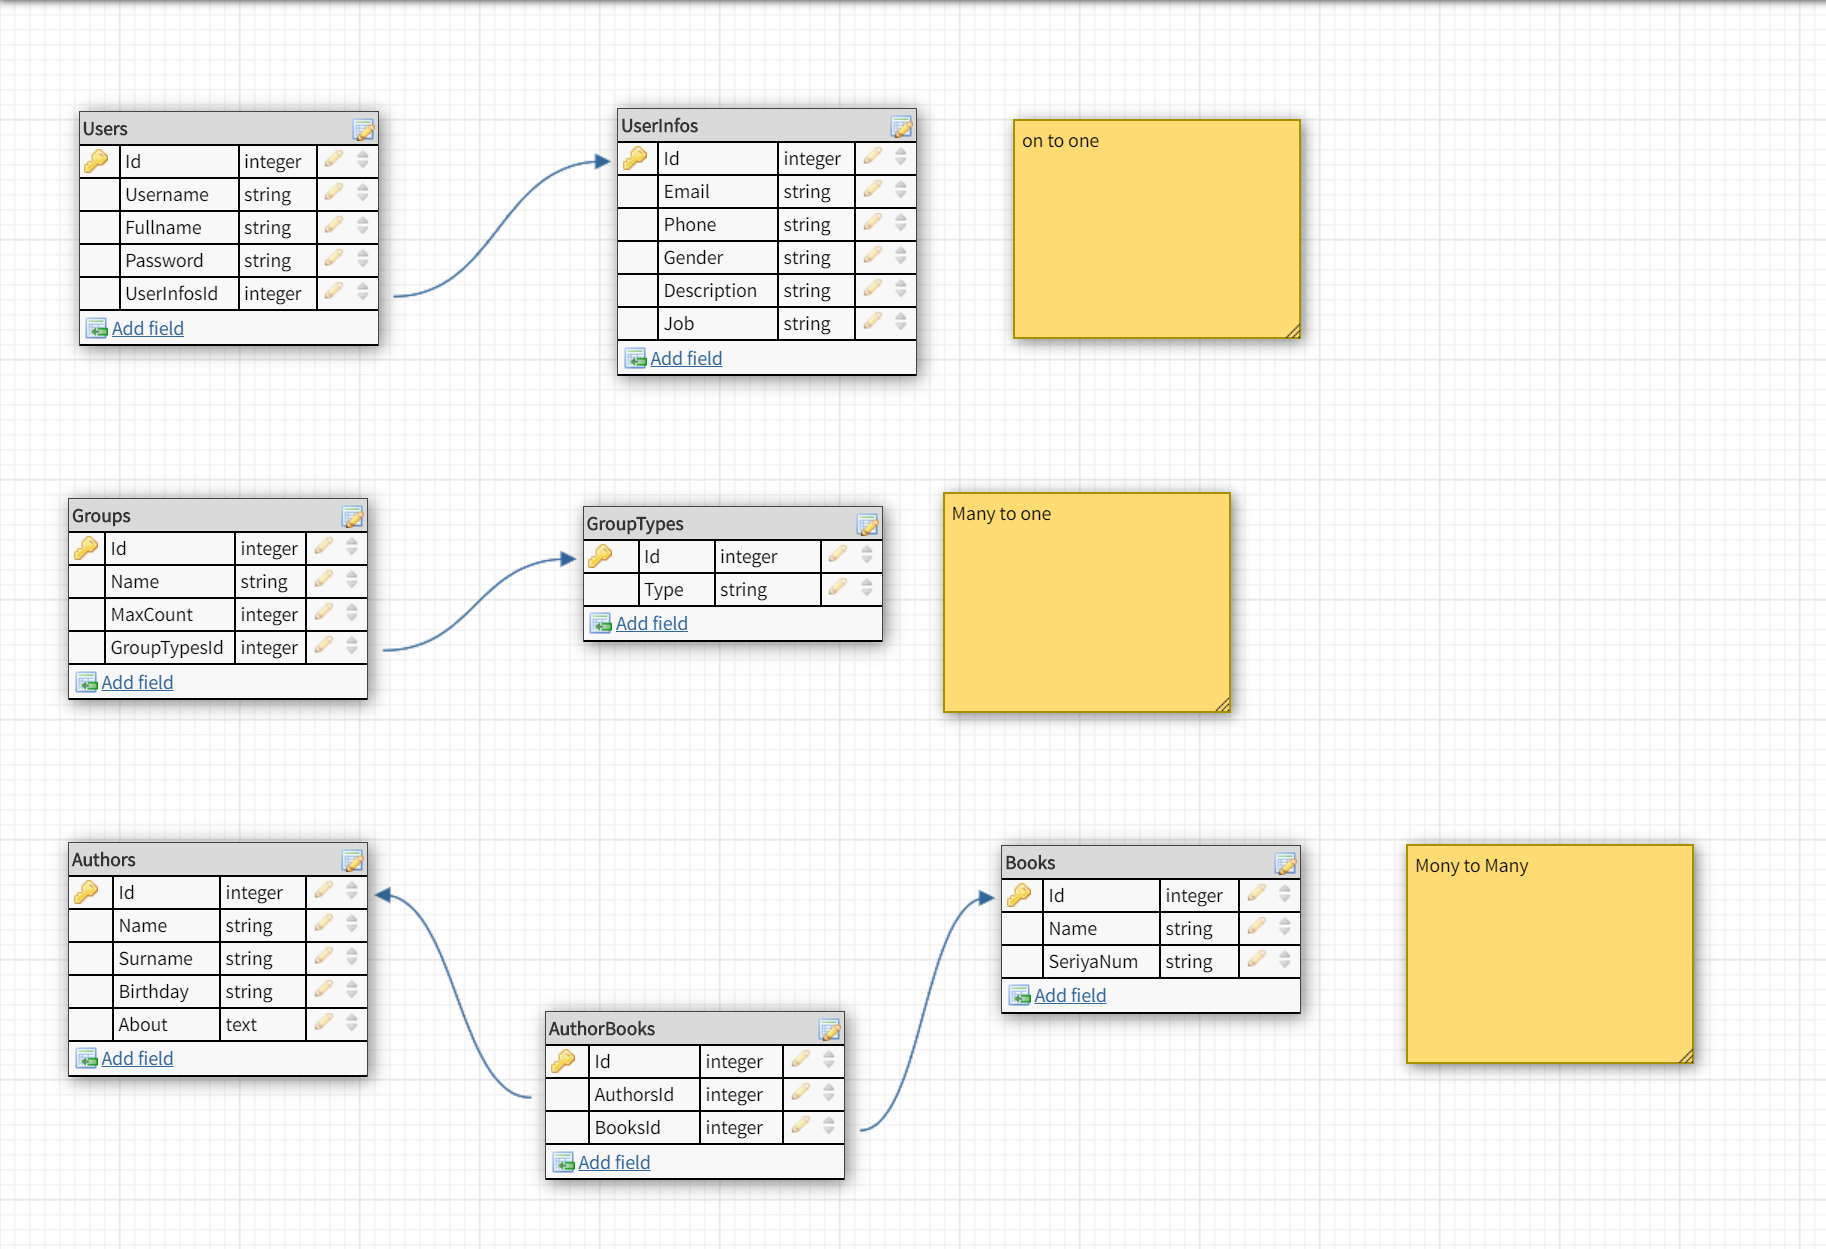 Users
Id integer
Username string
Fullname string
Password string
UserInfosId integer
Add field
UserInfos
Id integer
Email string
Phone string
Gender string
Description string
Job string
Add field
on to one
Groups
Id integer
Name string
MaxCount integer
GroupTypesId integer
Add field
GroupTypes
Id integer
Type string
Add field
Many to one
Authors
Id integer
Name string
Surname string
Birthday string
About text
Add field
AuthorBooks
Id integer
AuthorsId integer
BooksId integer
Add field
Books
Id integer
Name string
SeriyaNum string
Add field
Mony to Many